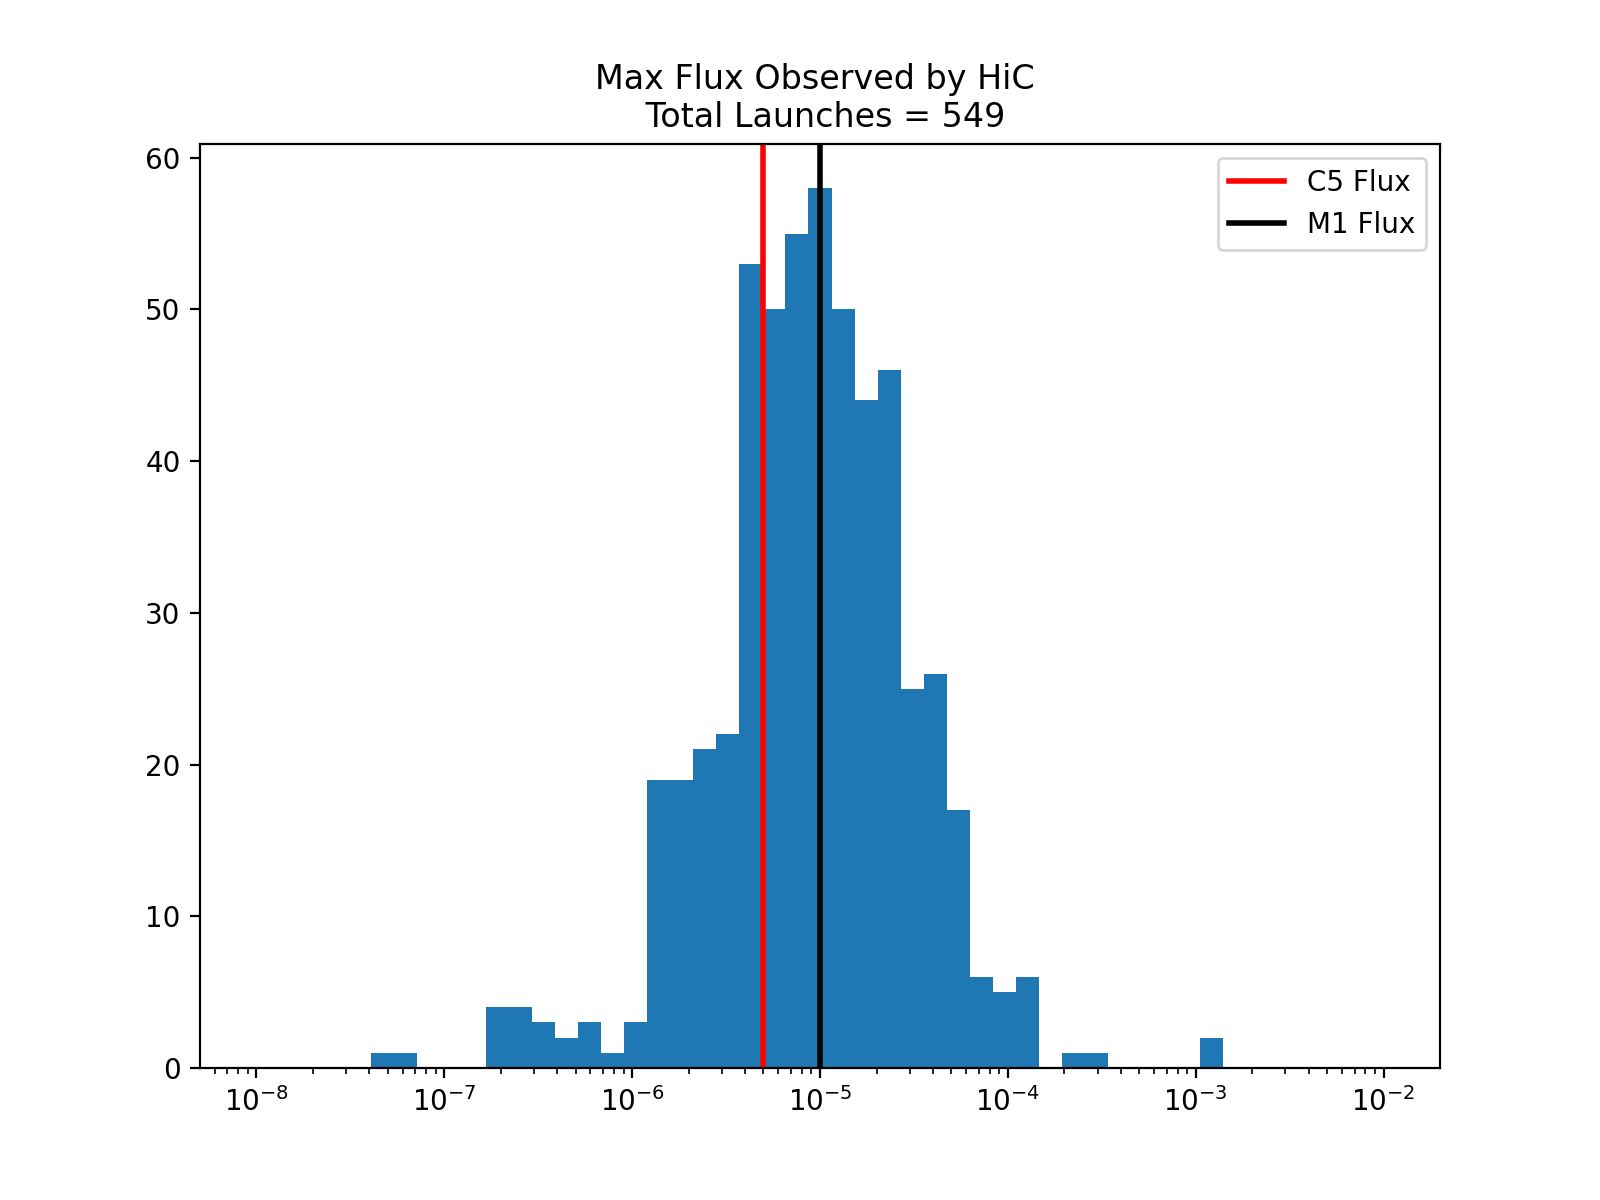 Max Flux Observed by HiC
Total Launches = 549
C5 Flux
M1 Flux
60
50
40
30
20
10
0
10⁻⁸ 10⁻⁷ 10⁻⁶ 10⁻⁵ 10⁻⁴ 10⁻³ 10⁻²